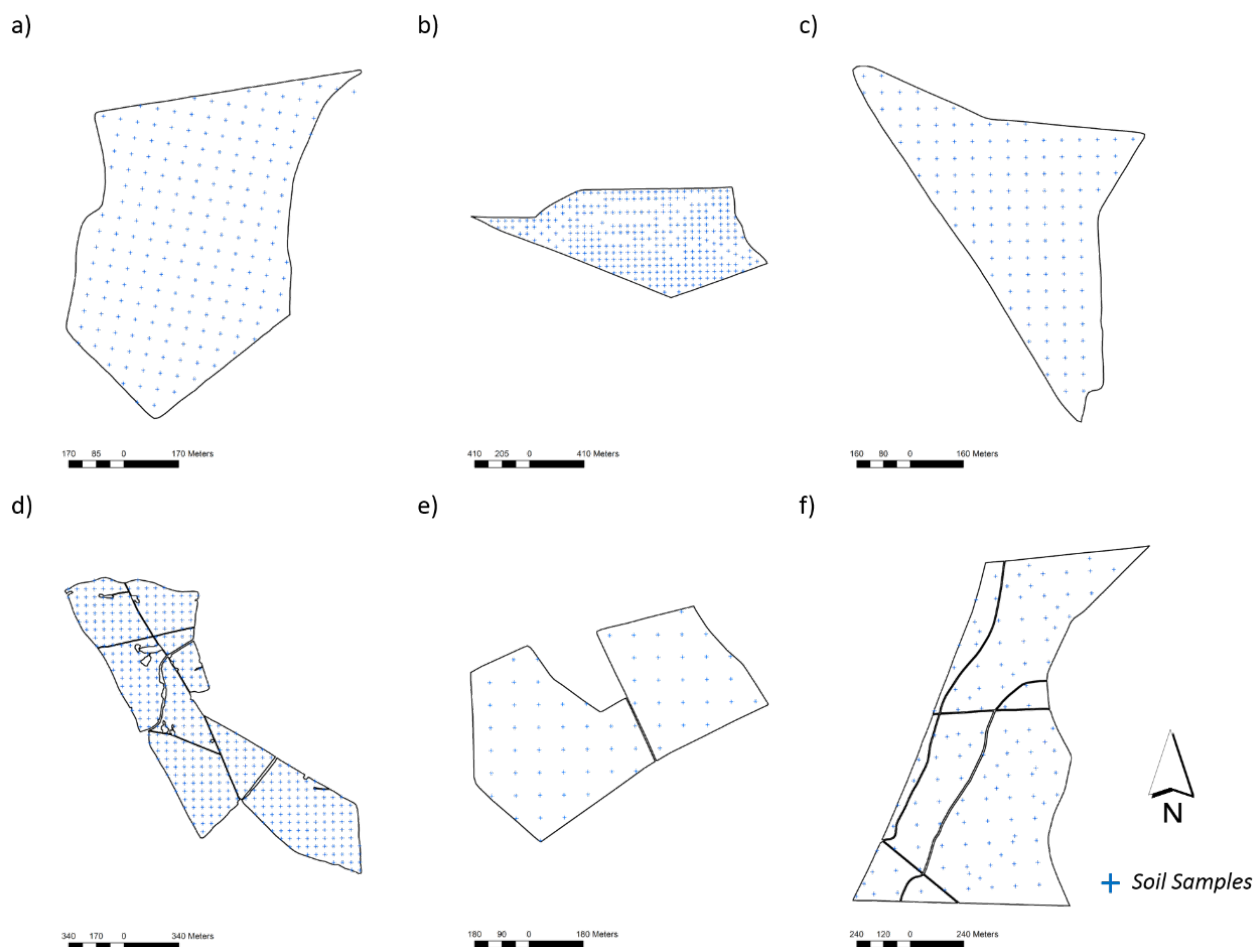 a)
b)
c)
170 85 0 170 Meters
410 205 0 410 Meters
160 80 0 160 Meters
d)
e)
f)
N
Soil Samples
340 170 0 340 Meters
180 90 0 180 Meters
240 120 0 240 Meters